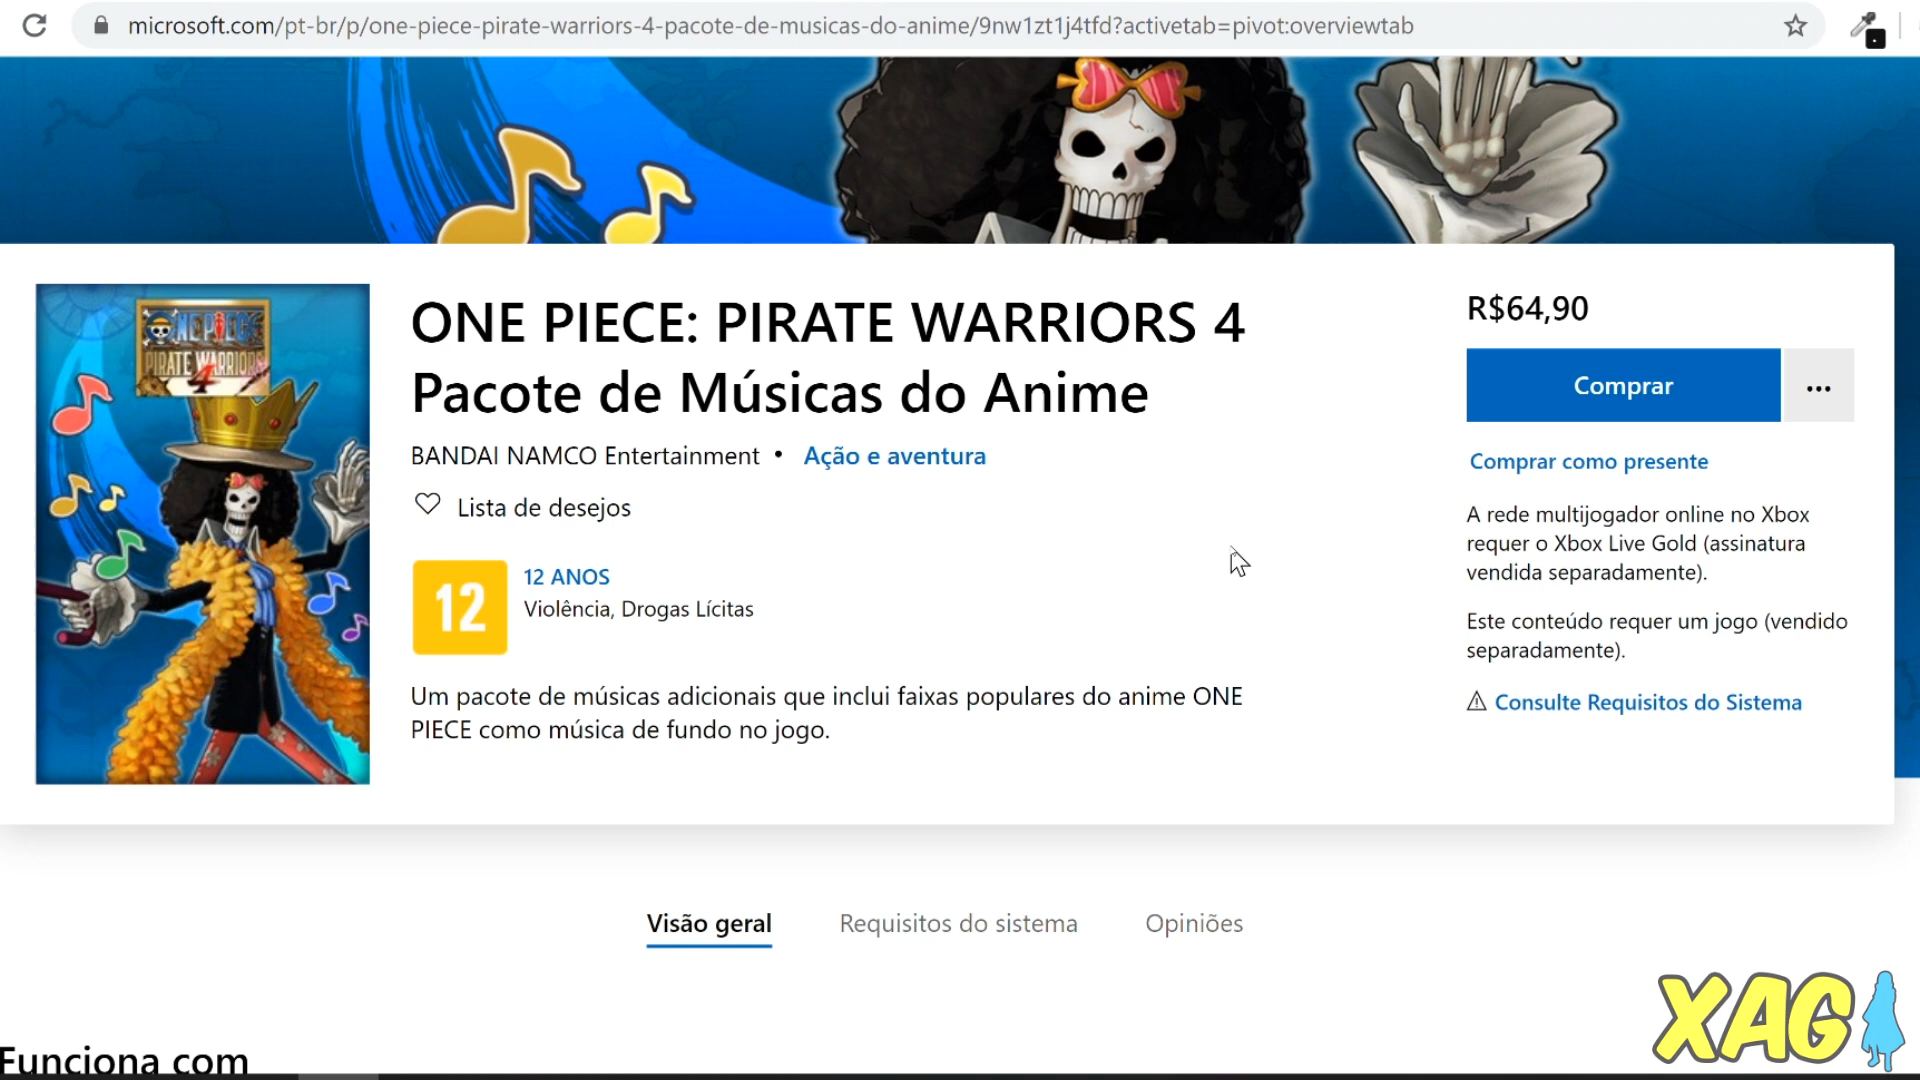 microsoft.com/pt-br/p/one-piece-pirate-warriors-4-pacote-de-musicas-do-anime/9nw1zt1j4tfd?activetab=pivot:overviewtab
ONE PIECE
PIRATE WARRIORS
4
ONE PIECE: PIRATE WARRIORS 4
Pacote de Músicas do Anime
BANDAI NAMCO Entertainment • Ação e aventura
Lista de desejos
12
12 ANOS
Violência, Drogas Lícitas
Um pacote de músicas adicionais que inclui faixas populares do anime ONE
PIECE como música de fundo no jogo.
R$64,90
Comprar
...
Comprar como presente
A rede multijogador online no Xbox
requer o Xbox Live Gold (assinatura
vendida separadamente).
Este conteúdo requer um jogo (vendido
separadamente).
Consulte Requisitos do Sistema
Visão geral
Requisitos do sistema
Opiniões
Funciona com
XAG